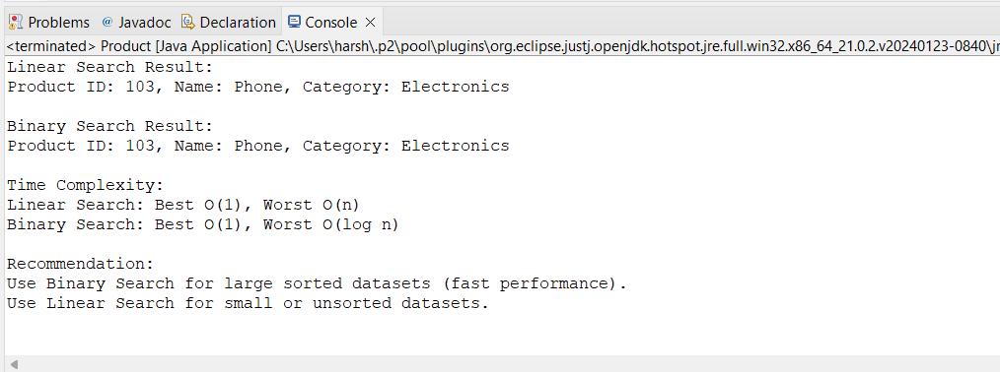 Problems @ Javadoc Declaration Console
<terminated> Product [Java Application] C:\Users\harsh\.p2\pool\plugins\org.eclipse.justj.openjdk.hotspot.jre.full.win32.x86_64_21.0.2.v20240123-0840\jr
Linear Search Result:
Product ID: 103, Name: Phone, Category: Electronics
Binary Search Result:
Product ID: 103, Name: Phone, Category: Electronics
Time Complexity:
Linear Search: Best O(1), Worst O(n)
Binary Search: Best O(1), Worst O(log n)
Recommendation:
Use Binary Search for large sorted datasets (fast performance).
Use Linear Search for small or unsorted datasets.